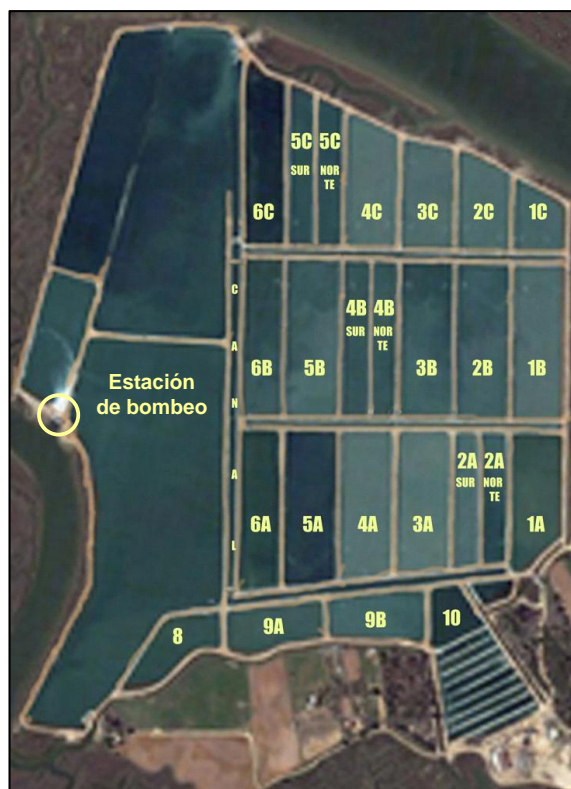 5C 5C
SUR NOR
TE
6C 4C 3C 2C 1C
C
4B 4B
SUR NOR
TE
A
6B 5B 3B 2B 1B
Estación
de bombeo
N
2A 2A
SUR NOR
TE
A
6A 5A 4A 3A 1A
L
8 9A 9B 10